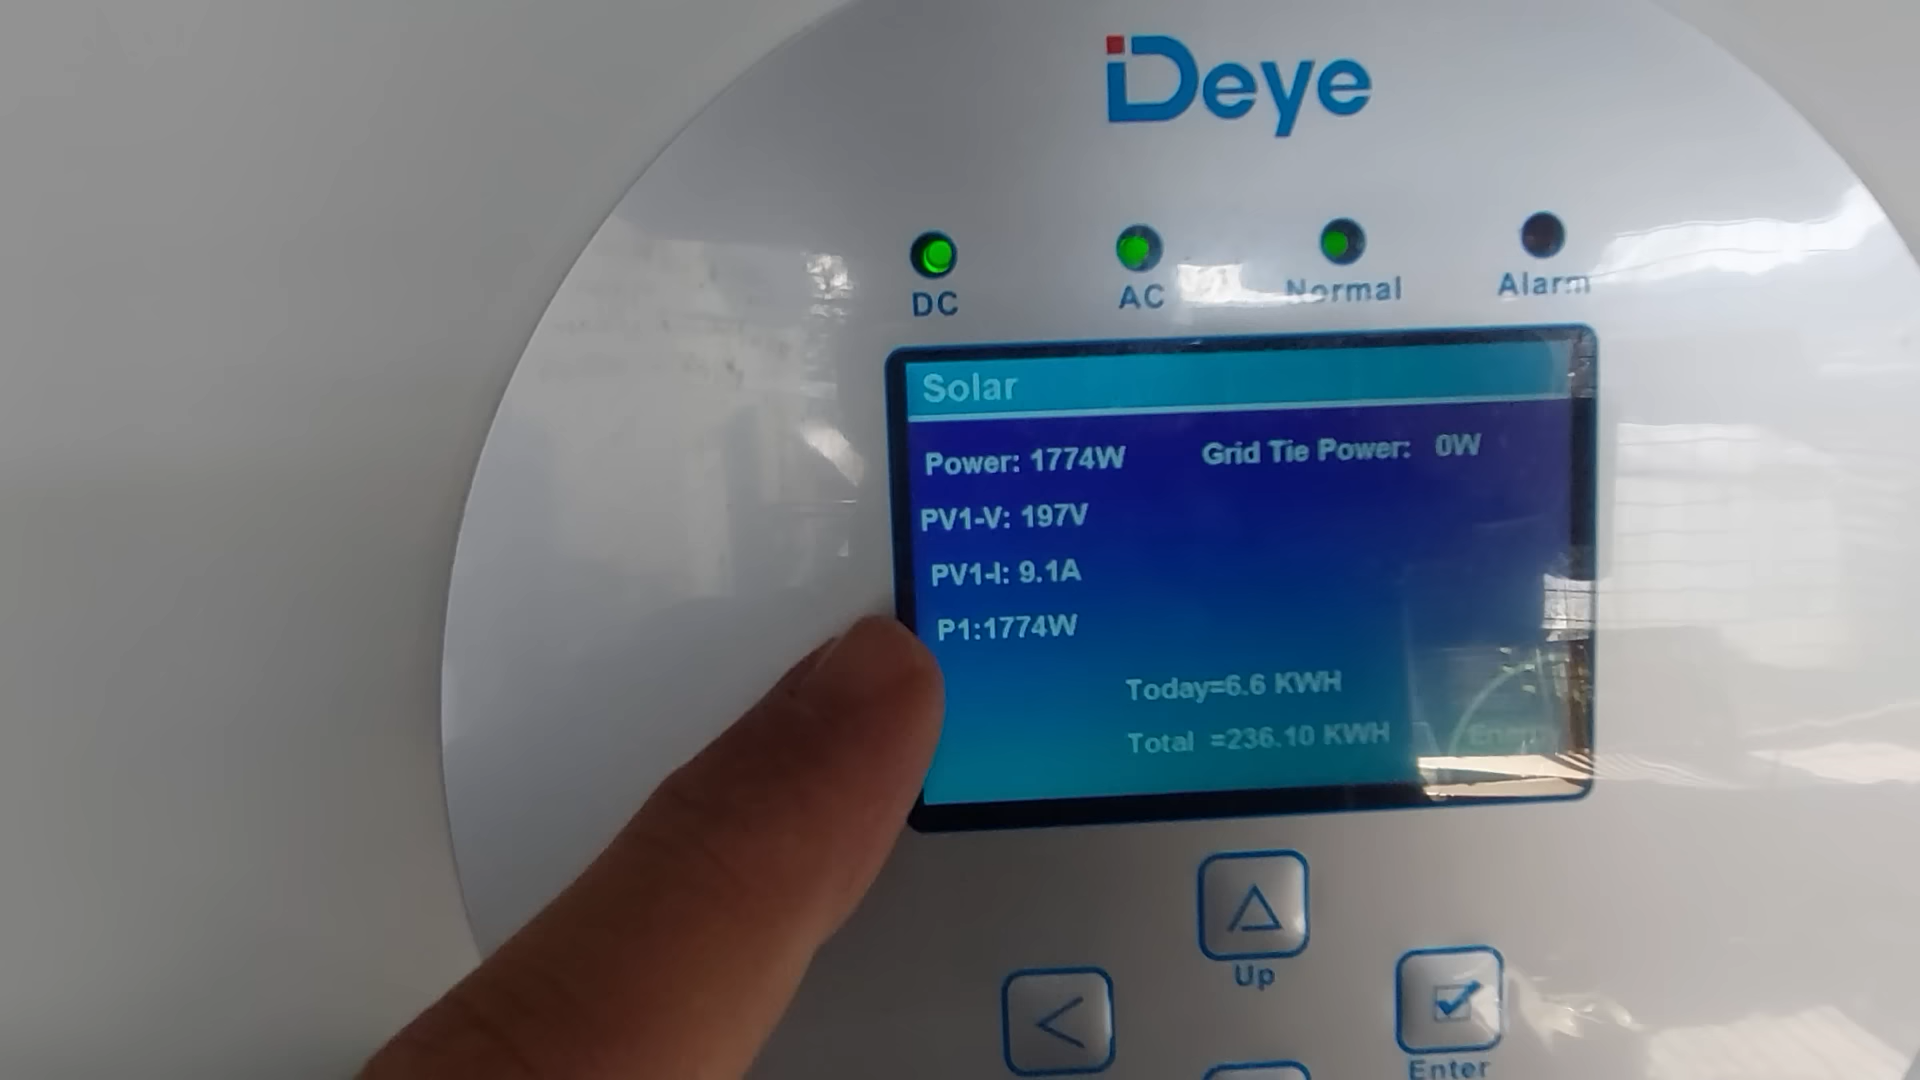 Deye
DC AC Normal Alarm
Solar
Power: 1774W Grid Tie Power: 0W
PV1-V: 197V
PV1-I: 9.1A
P1:1774W
Today=6.6 KWH
Total =236.10 KWH
Up
Enter